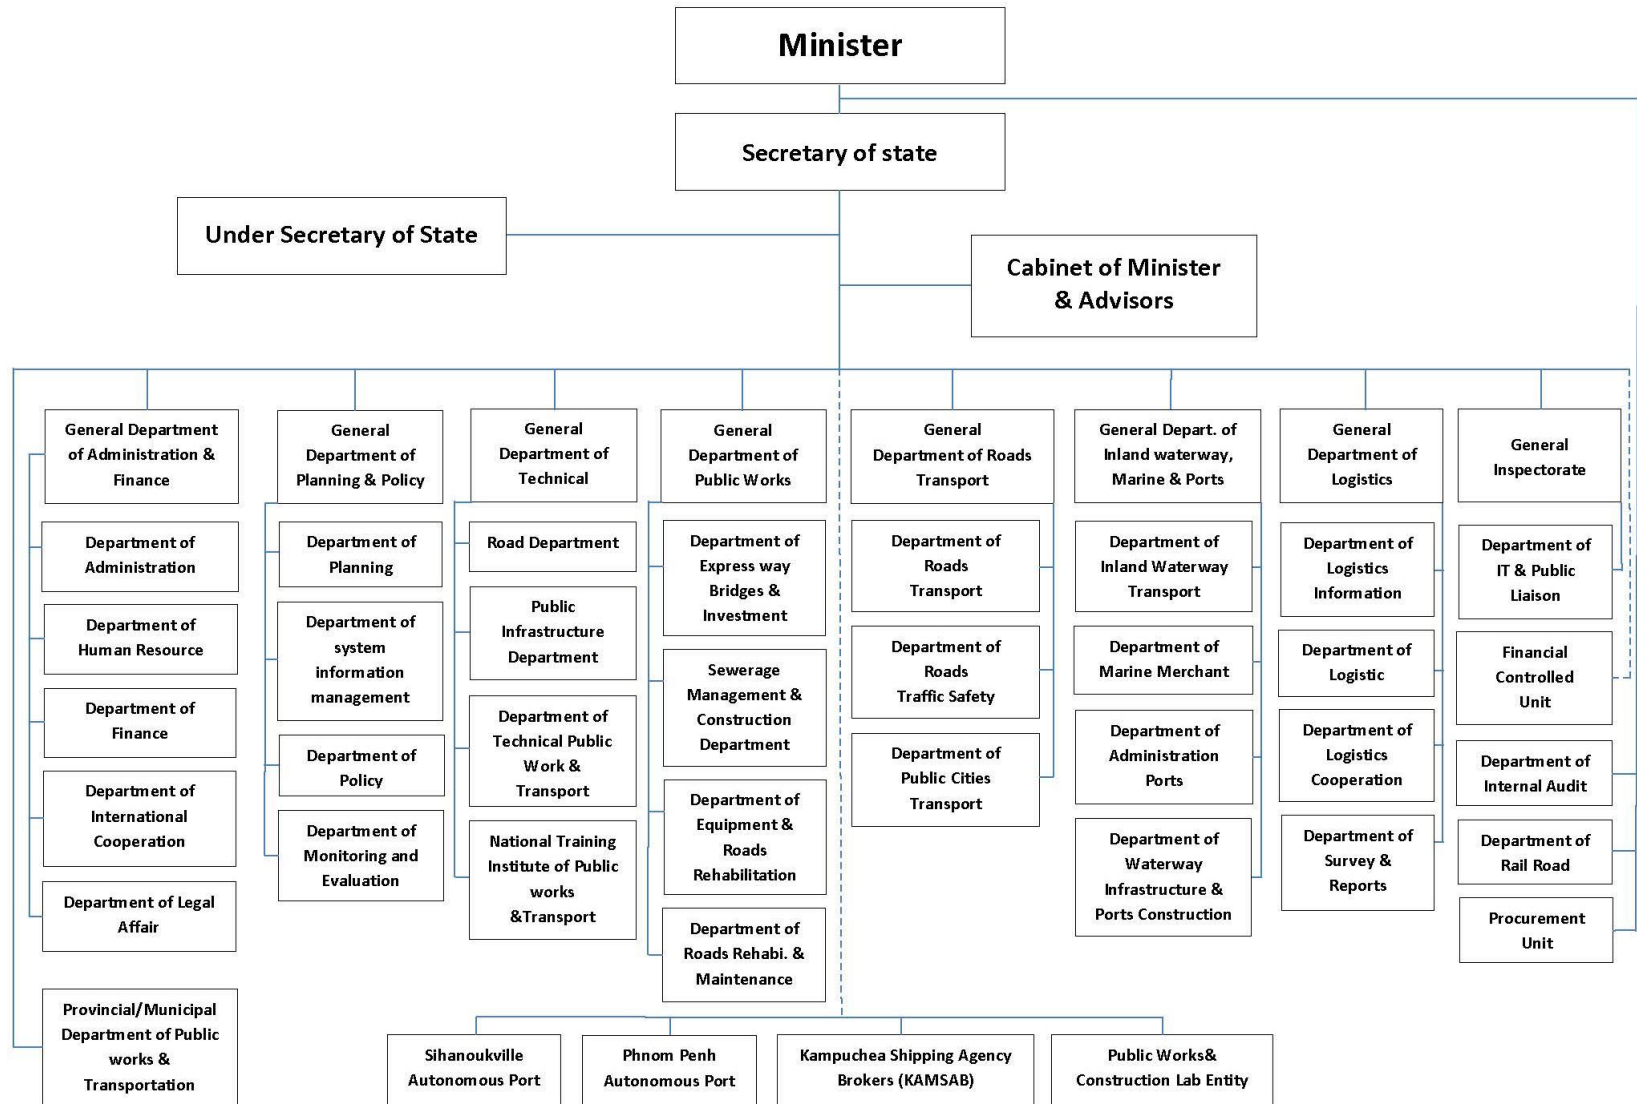 Minister
Secretary of state
Under Secretary of State
Cabinet of Minister
& Advisors
General Department
of Administration &
Finance
Department of
Administration
Department of
Human Resource
Department of
Finance
Department of
International
Cooperation
Department of Legal
Affair
Provincial/Municipal
Department of Public
works &
Transportation
General
Department of
Planning & Policy
Department of
Planning
Department of
system
information
management
Department of
Policy
Department of
Monitoring and
Evaluation
General
Department of
Technical
Road Department
Public
Infrastructure
Department
Department of
Technical Public
Work &
Transport
National Training
Institute of Public
works
&Transport
General
Department of
Public Works
Department of
Express way
Bridges &
Investment
Sewerage
Management &
Construction
Department
Department of
Equipment &
Roads
Rehabilitation
Department of
Roads Rehabi. &
Maintenance
General
Department of Roads
Transport
Department of
Roads
Transport
Department of
Roads
Traffic Safety
Department of
Public Cities
Transport
General Depart. of
Inland waterway,
Marine & Ports
Department of
Inland Waterway
Transport
Department of
Marine Merchant
Department of
Administration
Ports
Department of
Waterway
Infrastructure &
Ports Construction
General
Department of
Logistics
Department of
Logistics
Information
Department of
Logistic
Department of
Logistics
Cooperation
Department of
Survey &
Reports
General
Inspectorate
Department of
IT & Public
Liaison
Financial
Controlled
Unit
Department of
Internal Audit
Department of
Rail Road
Procurement
Unit
Sihanoukville
Autonomous Port
Phnom Penh
Autonomous Port
Kampuchea Shipping Agency
Brokers (KAMSAB)
Public Works&
Construction Lab Entity